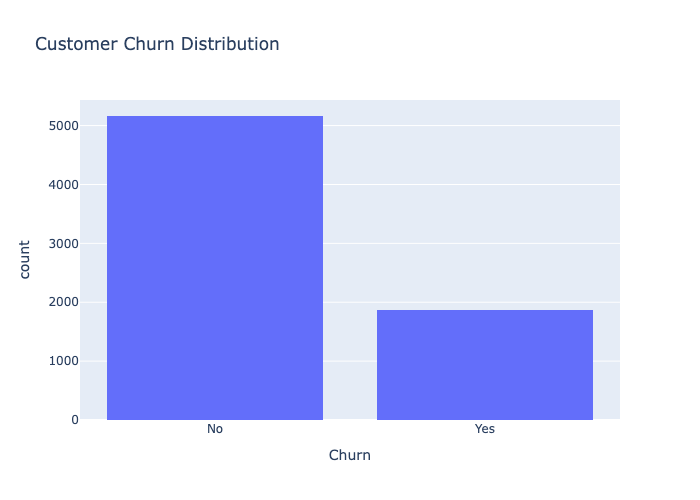 Customer Churn Distribution
5000
4000
3000
2000
1000
0
count
No
Yes
Churn